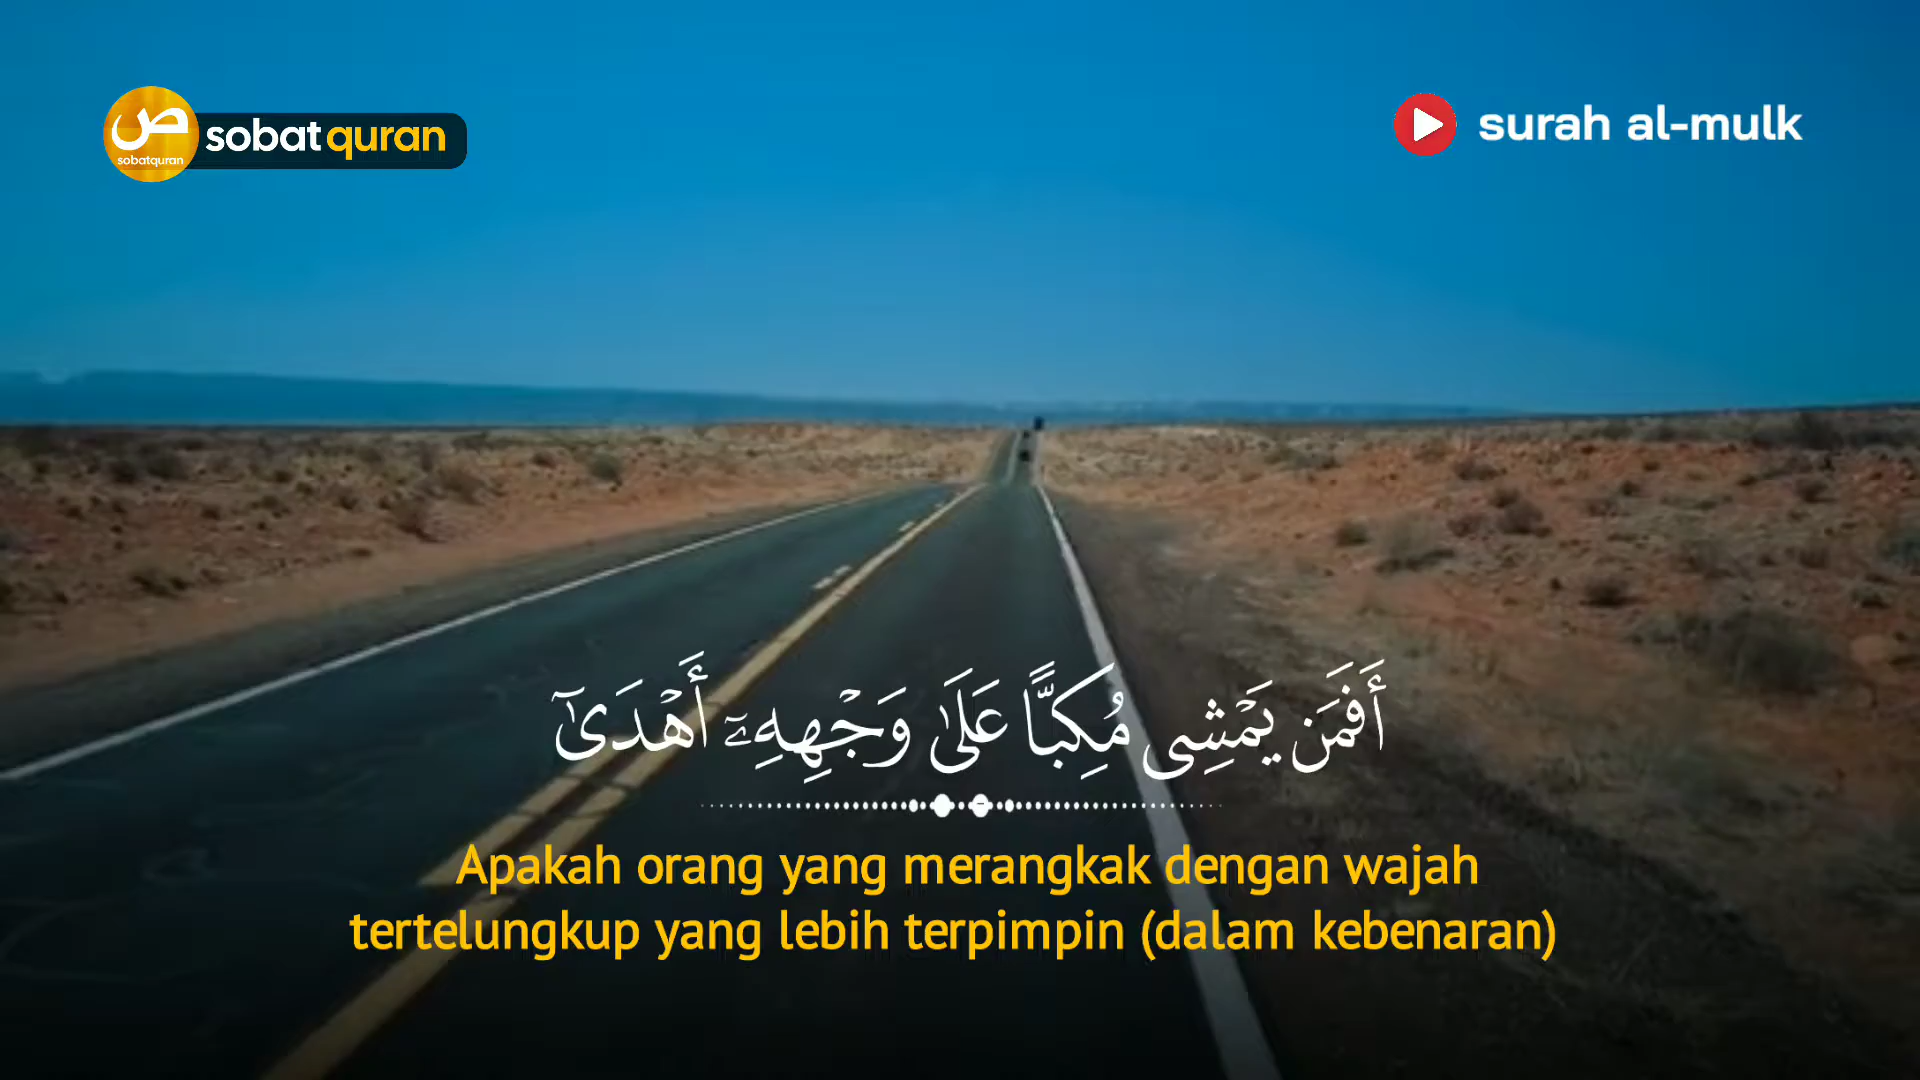 ص
sobatquran
sobat quran
surah al-mulk
أَفَمَن يَمْشِى مُكِبًّا عَلَىٰ وَجْهِهِۦٓ أَهْدَىٰٓ
Apakah orang yang merangkak dengan wajah
tertelungkup yang lebih terpimpin (dalam kebenaran)